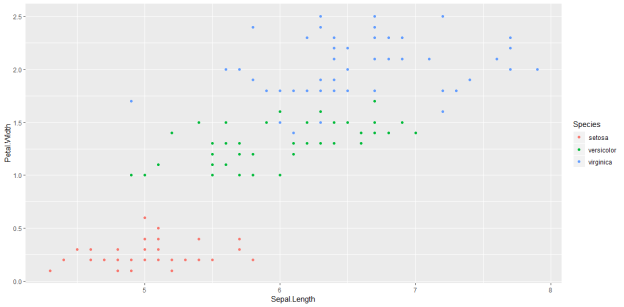 2.5
2.0
1.5
1.0
0.5
0.0
Petal.Width
5
6
7
8
Sepal.Length
Species
setosa
versicolor
virginica